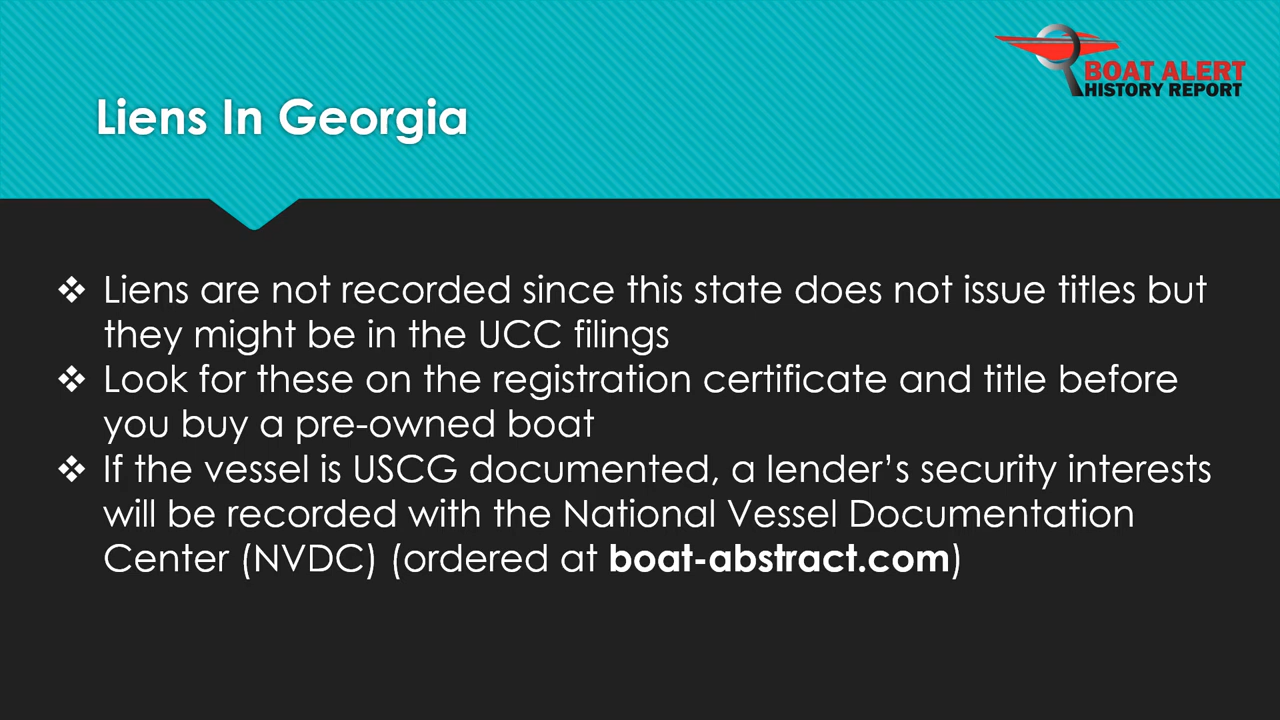 BOAT ALERT
HISTORY REPORT
Liens In Georgia
❖ Liens are not recorded since this state does not issue titles but
they might be in the UCC filings
❖ Look for these on the registration certificate and title before
you buy a pre-owned boat
❖ If the vessel is USCG documented, a lender’s security interests
will be recorded with the National Vessel Documentation
Center (NVDC) (ordered at boat-abstract.com)